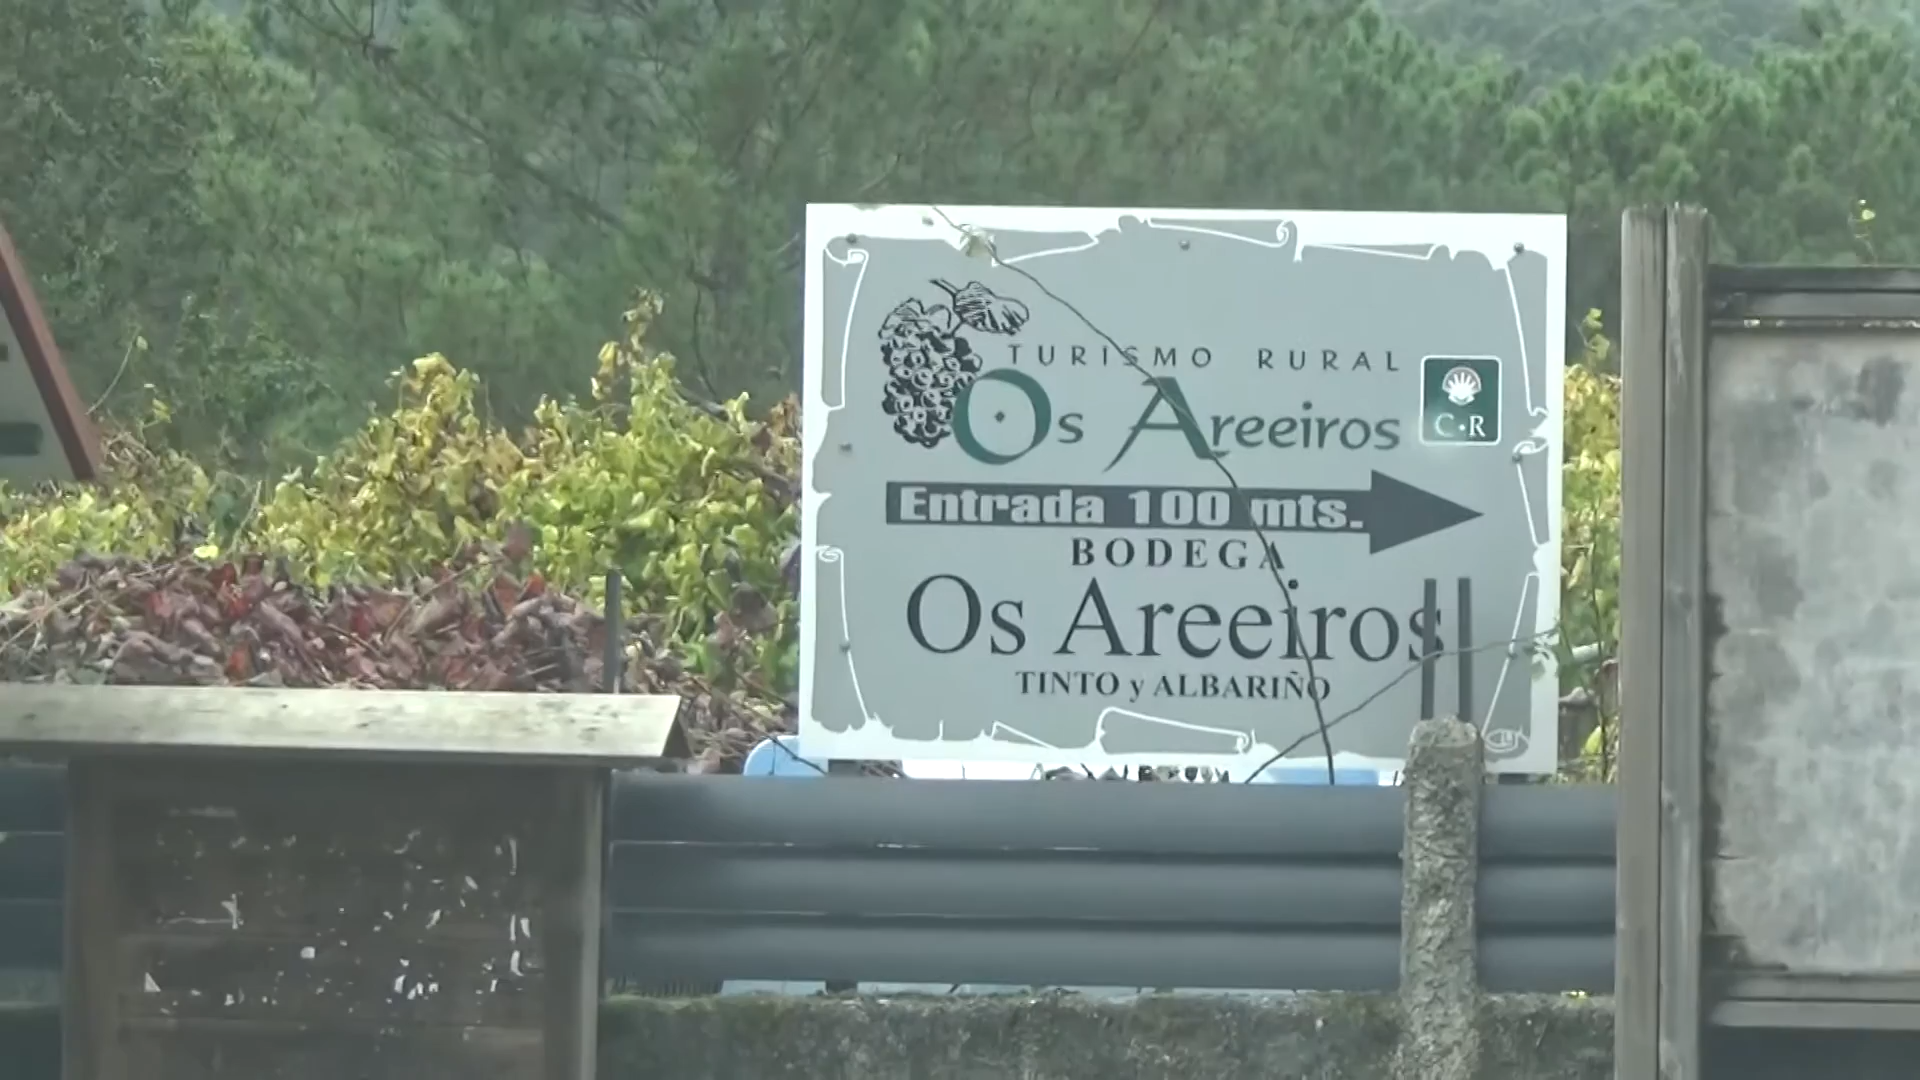 TURISMO RURAL
Os Areeiros
C·R
Entrada 100 mts.
BODEGA
Os Areeiros
TINTO y ALBARIÑO